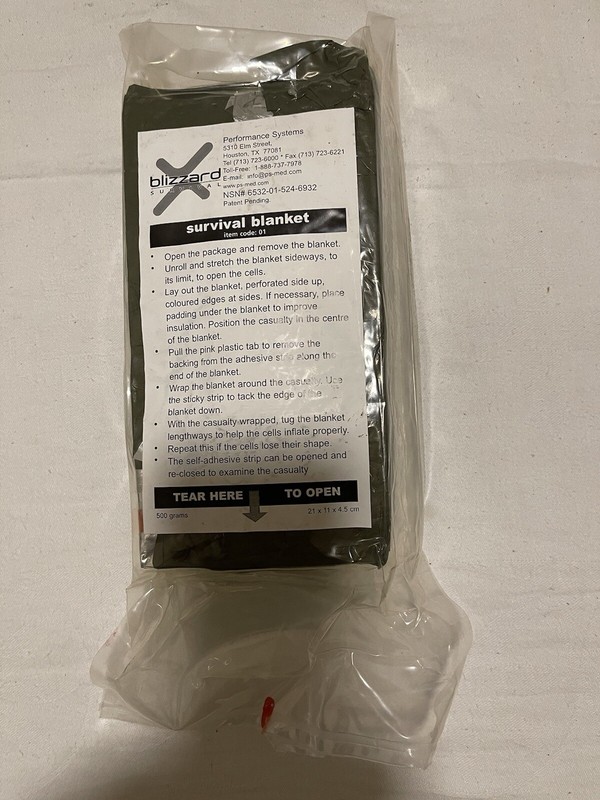 Performance Systems
5310 Elm Street,
Houston, TX 77081
Tel (713) 723-6000 * Fax (713) 723-6221
Toll-Free: 1-888-737-7978
E-mail: info@ps-med.com
www.ps-med.com
NSN# 6532-01-524-6932
Patent Pending.
blizzard
SURVIVAL
survival blanket
item code: 01
• Open the package and remove the blanket.
• Unroll and stretch the blanket sideways, to
its limit, to open the cells.
• Lay out the blanket, perforated side up,
coloured edges at sides. If necessary, place
padding under the blanket to improve
insulation. Position the casualty in the centre
of the blanket.
• Pull the pink plastic tab to remove the
backing from the adhesive strip along the
end of the blanket.
• Wrap the blanket around the casualty. Use
the sticky strip to tack the edge of the
blanket down.
• With the casualty wrapped, tug the blanket
lengthways to help the cells inflate properly.
• Repeat this if the cells lose their shape.
• The self-adhesive strip can be opened and
re-closed to examine the casualty
TEAR HERE TO OPEN
500 grams 21 x 11 x 4.5 cm